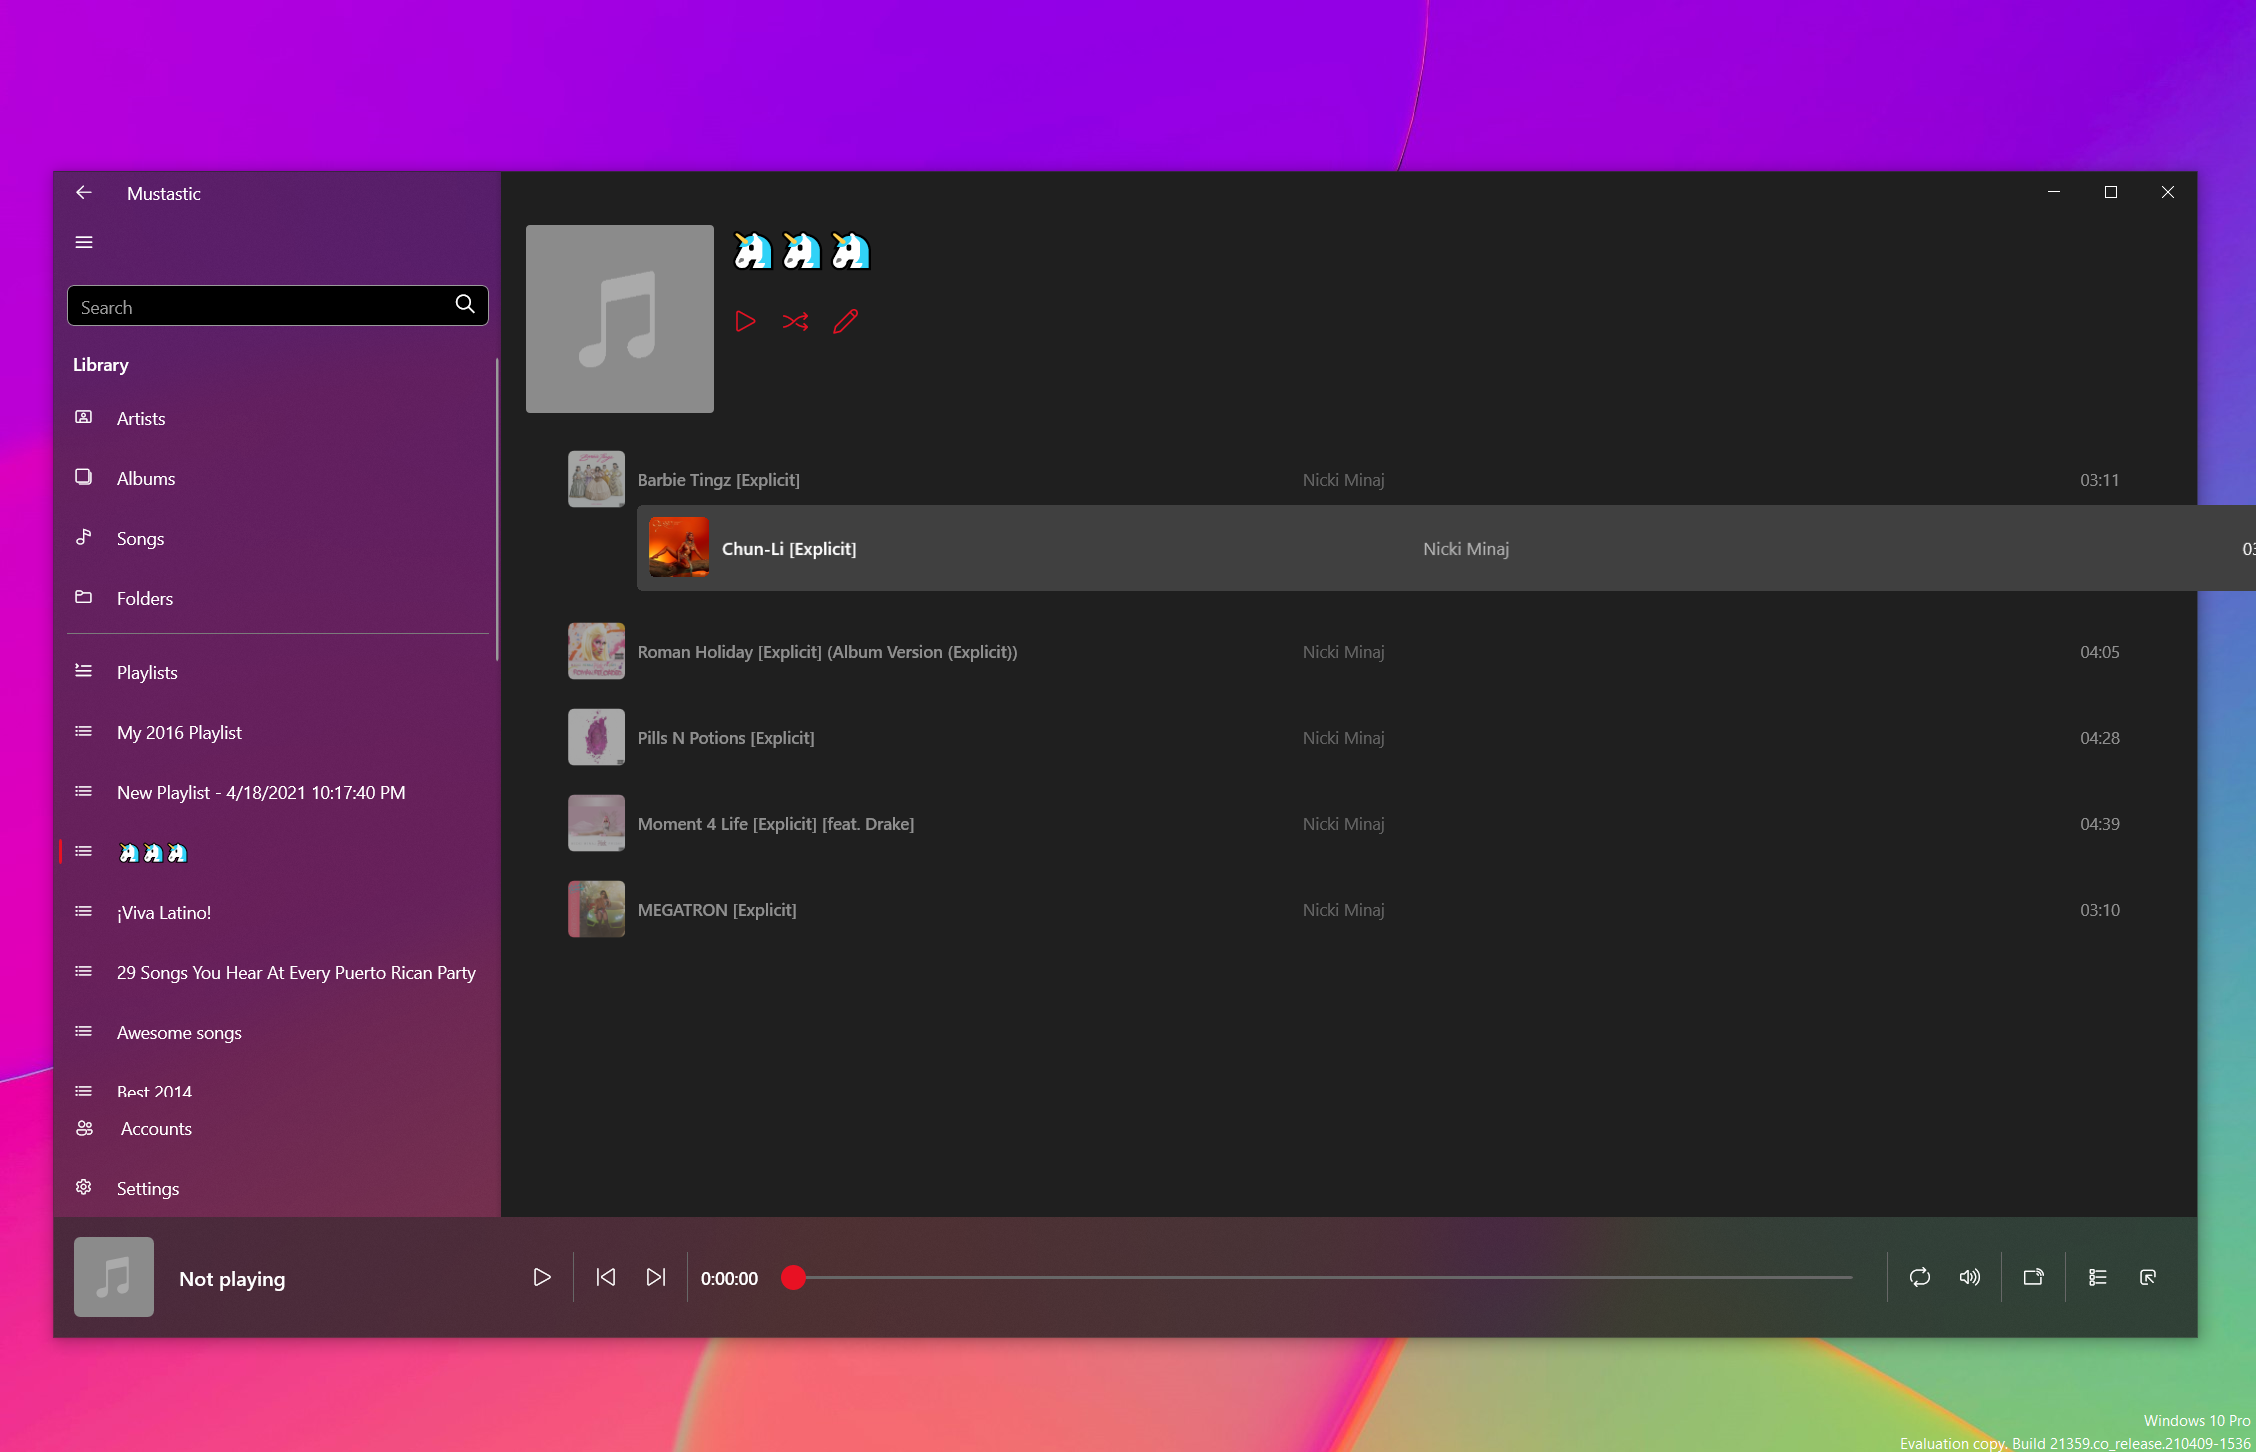 Mustastic
Search
Library
Artists
Albums
Songs
Folders
Playlists
My 2016 Playlist
New Playlist - 4/18/2021 10:17:40 PM
🦄🦄🦄
¡Viva Latino!
29 Songs You Hear At Every Puerto Rican Party
Awesome songs
Best 2014
Accounts
Settings
🦄🦄🦄
Barbie Tingz [Explicit] Nicki Minaj 03:11
Chun-Li [Explicit] Nicki Minaj
Roman Holiday [Explicit] (Album Version (Explicit)) Nicki Minaj 04:05
Pills N Potions [Explicit] Nicki Minaj 04:28
Moment 4 Life [Explicit] [feat. Drake] Nicki Minaj 04:39
MEGATRON [Explicit] Nicki Minaj 03:10
Not playing 0:00:00
Windows 10 Pro
Evaluation copy. Build 21359.co_release.210409-1536